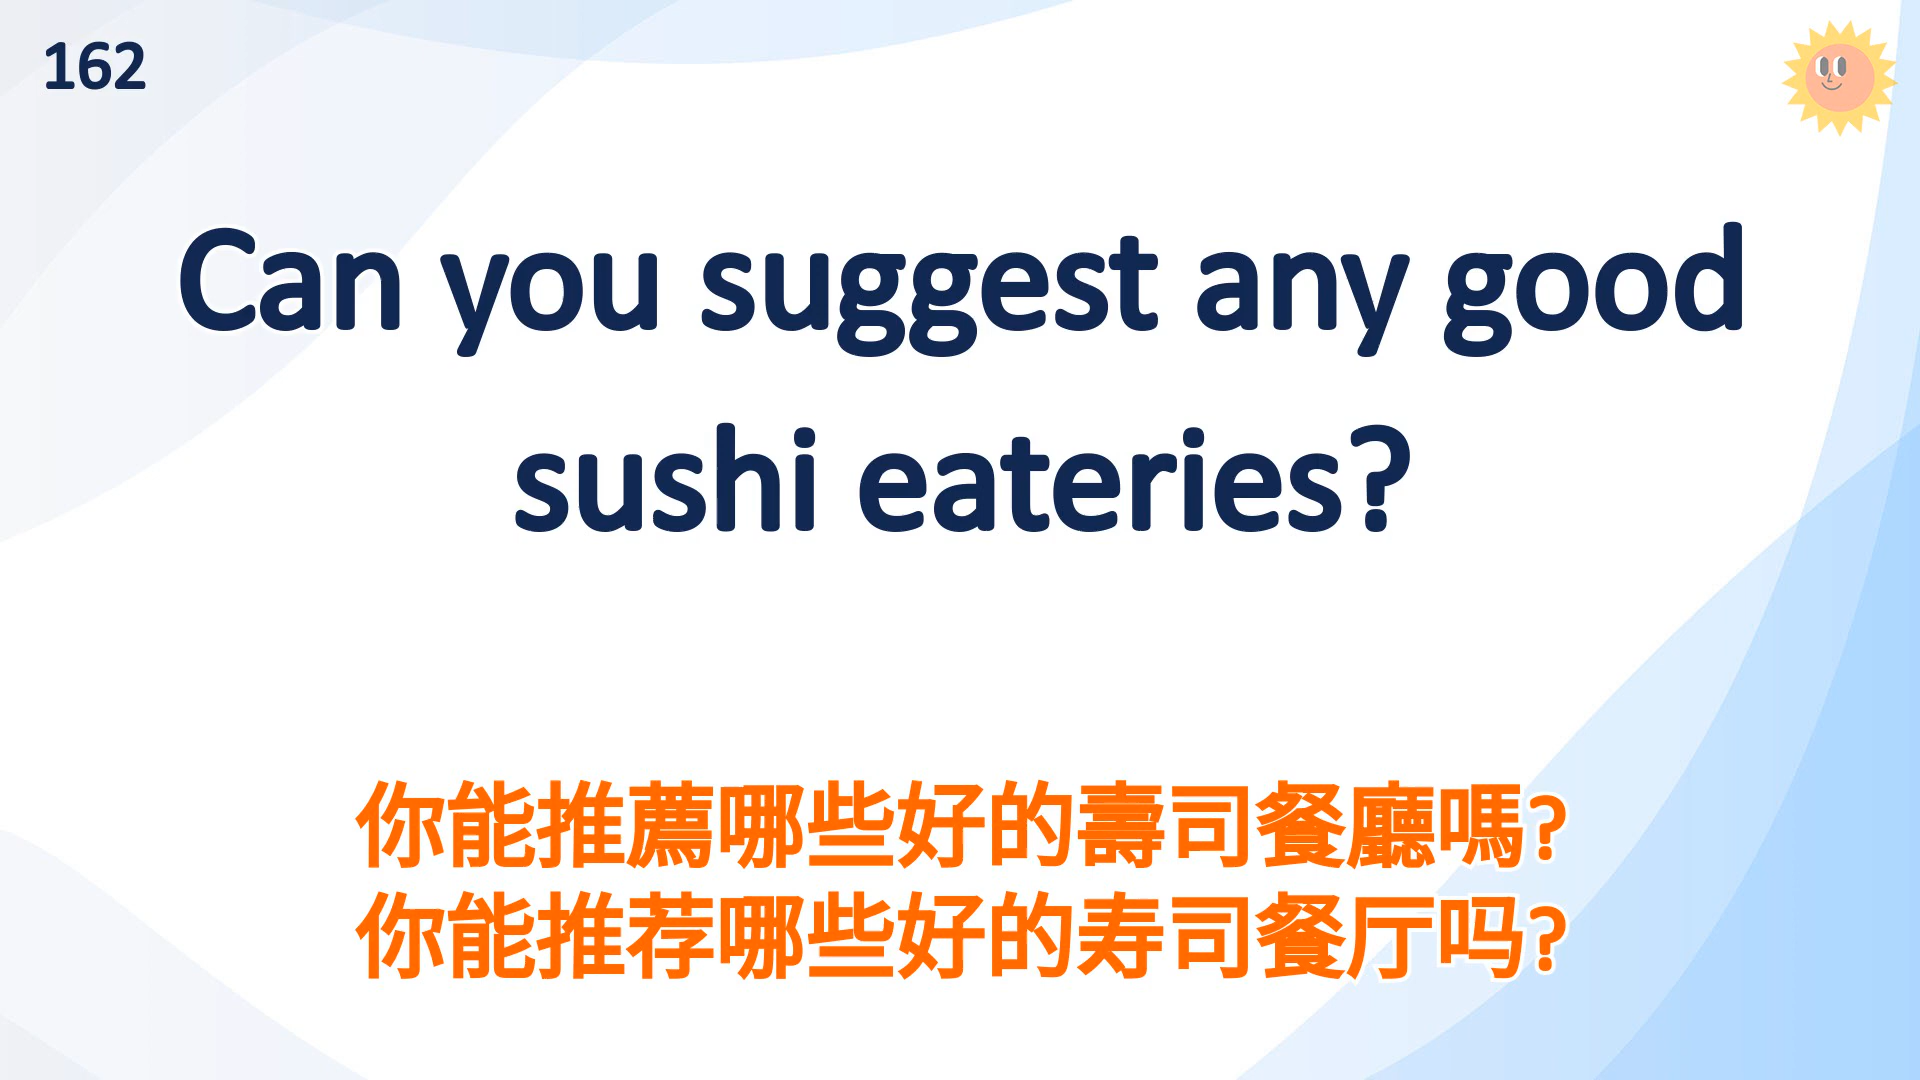 162
Can you suggest any good
sushi eateries?
你能推薦哪些好的壽司餐廳嗎?
你能推荐哪些好的寿司餐厅吗?